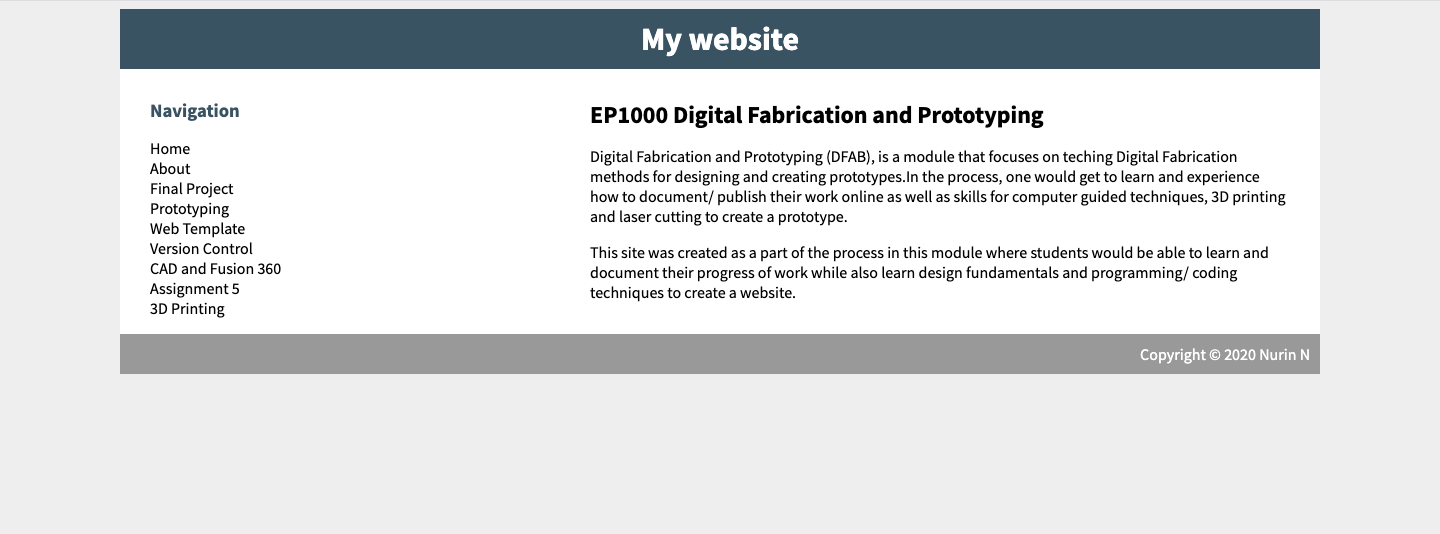 My website
Navigation
Home
About
Final Project
Prototyping
Web Template
Version Control
CAD and Fusion 360
Assignment 5
3D Printing
EP1000 Digital Fabrication and Prototyping
Digital Fabrication and Prototyping (DFAB), is a module that focuses on teching Digital Fabrication
methods for designing and creating prototypes.In the process, one would get to learn and experience
how to document/ publish their work online as well as skills for computer guided techniques, 3D printing
and laser cutting to create a prototype.
This site was created as a part of the process in this module where students would be able to learn and
document their progress of work while also learn design fundamentals and programming/ coding
techniques to create a website.
Copyright © 2020 Nurin N